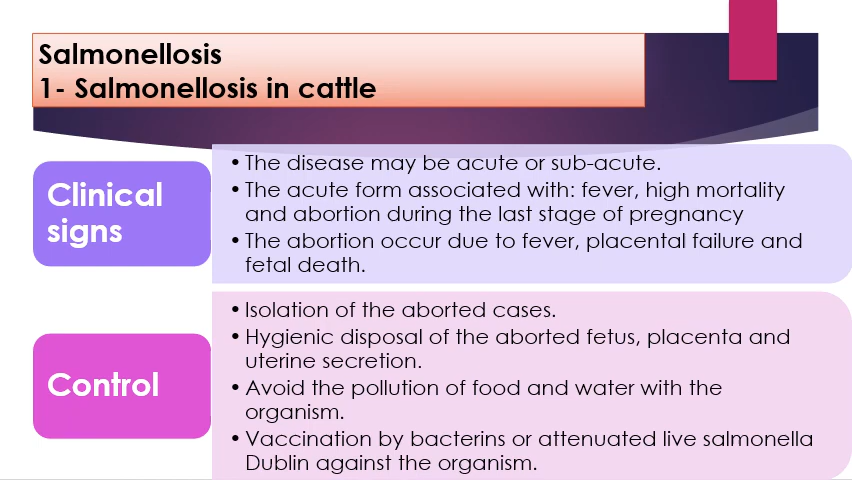 Salmonellosis
1- Salmonellosis in cattle
Clinical
signs
• The disease may be acute or sub-acute.
• The acute form associated with: fever, high mortality
and abortion during the last stage of pregnancy
• The abortion occur due to fever, placental failure and
fetal death.
Control
• Isolation of the aborted cases.
• Hygienic disposal of the aborted fetus, placenta and
uterine secretion.
• Avoid the pollution of food and water with the
organism.
• Vaccination by bacterins or attenuated live salmonella
Dublin against the organism.